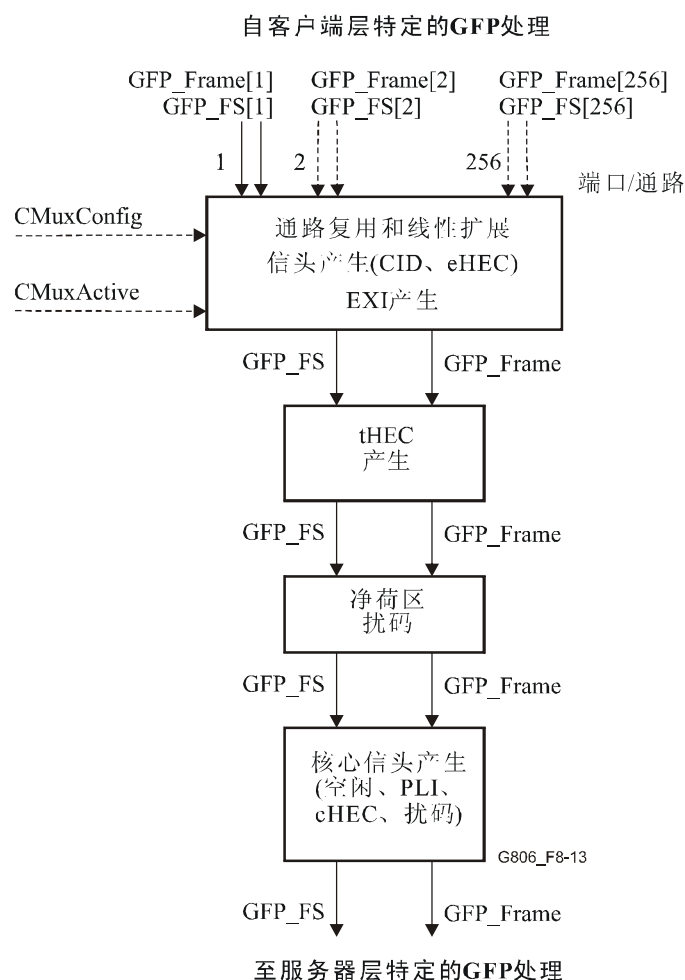 自客户端层特定的GFP处理
GFP_Frame[1] GFP_Frame[2] GFP_Frame[256]
GFP_FS[1] GFP_FS[2] GFP_FS[256]
1 2 256
端口/通路
CMuxConfig
通路复用和线性扩展
信头产生(CID、eHEC)
EXI产生
CMuxActive
GFP_FS GFP_Frame
tHEC
产生
GFP_FS GFP_Frame
净荷区
扰码
GFP_FS GFP_Frame
核心信头产生
(空闲、PLI、
cHEC、扰码)
G806_F8-13
GFP_FS GFP_Frame
至服务器层特定的GFP处理